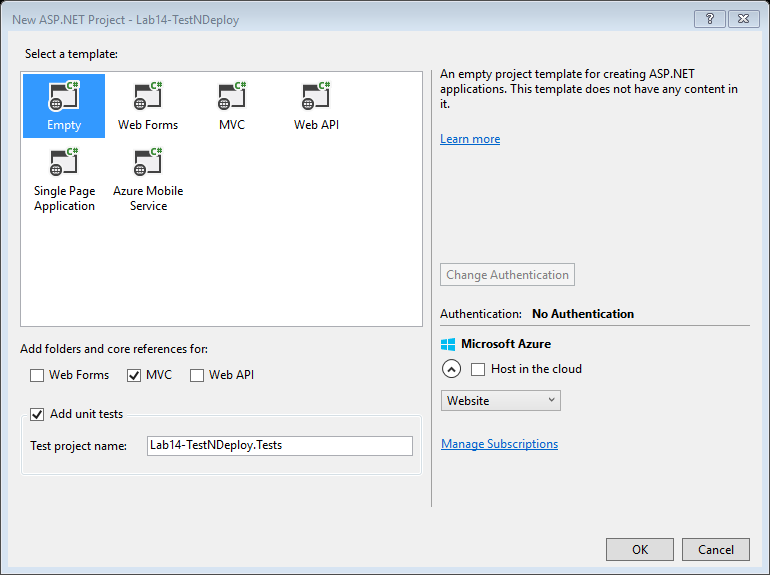 New ASP.NET Project - Lab14-TestNDeploy
?
Select a template:
C# C# C# C#
Empty Web Forms MVC Web API
C# C#
Single Page Application
Azure Mobile Service
An empty project template for creating ASP.NET
applications. This template does not have any content in
it.
Learn more
Change Authentication
Authentication: No Authentication
Add folders and core references for:
Web Forms MVC Web API
Add unit tests
Test project name: Lab14-TestNDeploy.Tests
Microsoft Azure
Host in the cloud
Website
Manage Subscriptions
OK Cancel